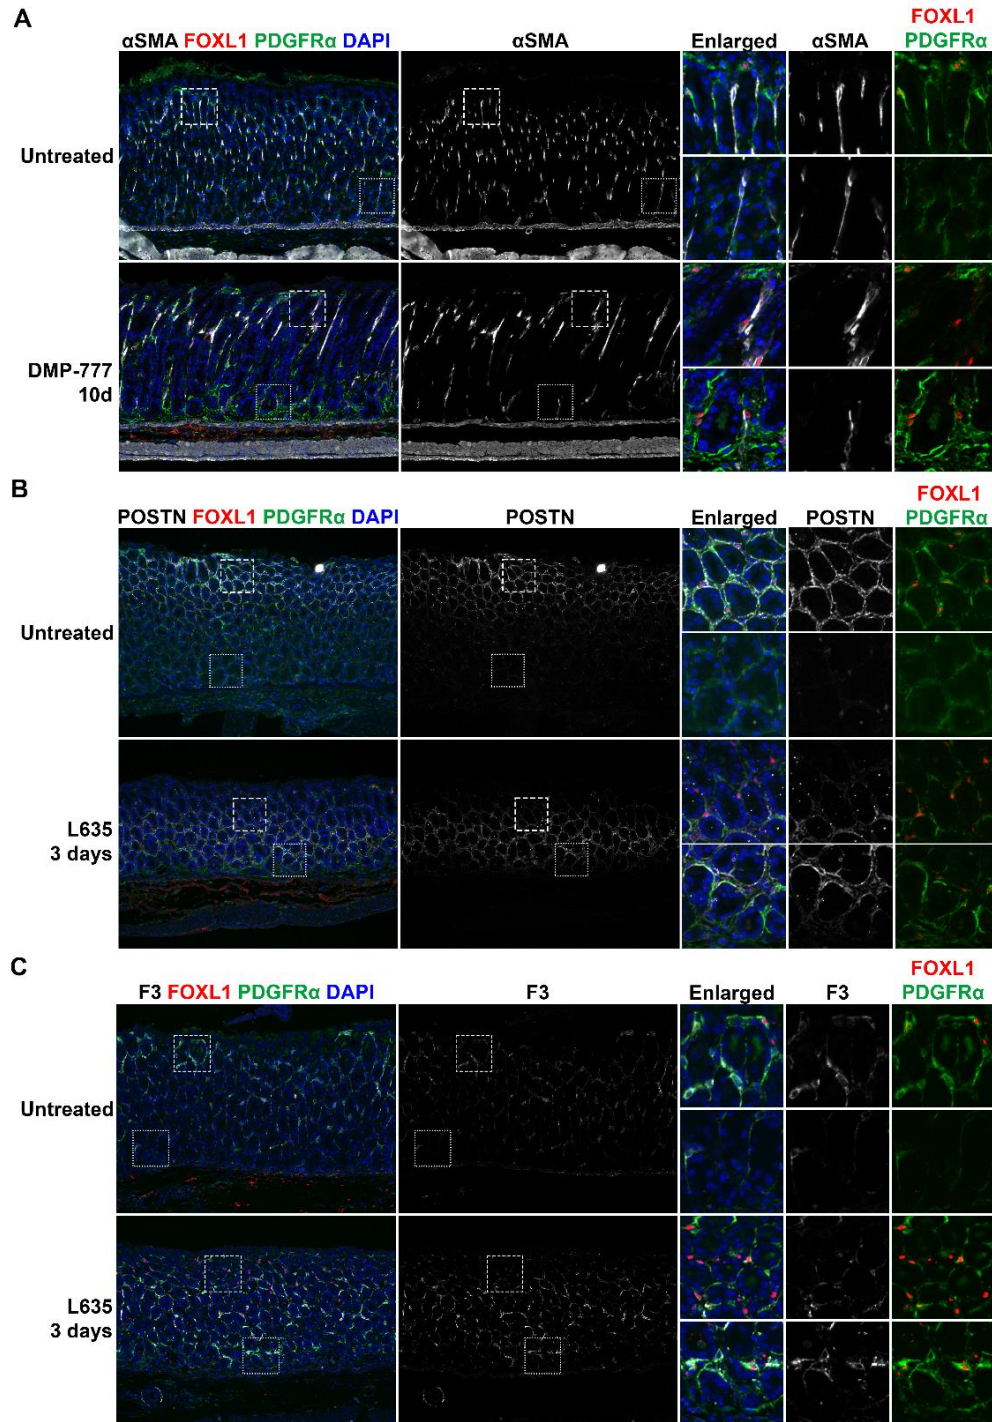 A
FOXL1
αSMA FOXL1 PDGFRα DAPI αSMA Enlarged αSMA PDGFRα
Untreated
DMP-777
10d
B
FOXL1
POSTN FOXL1 PDGFRα DAPI POSTN Enlarged POSTN PDGFRα
Untreated
L635
3 days
C
FOXL1
F3 FOXL1 PDGFRα DAPI F3 Enlarged F3 PDGFRα
Untreated
L635
3 days